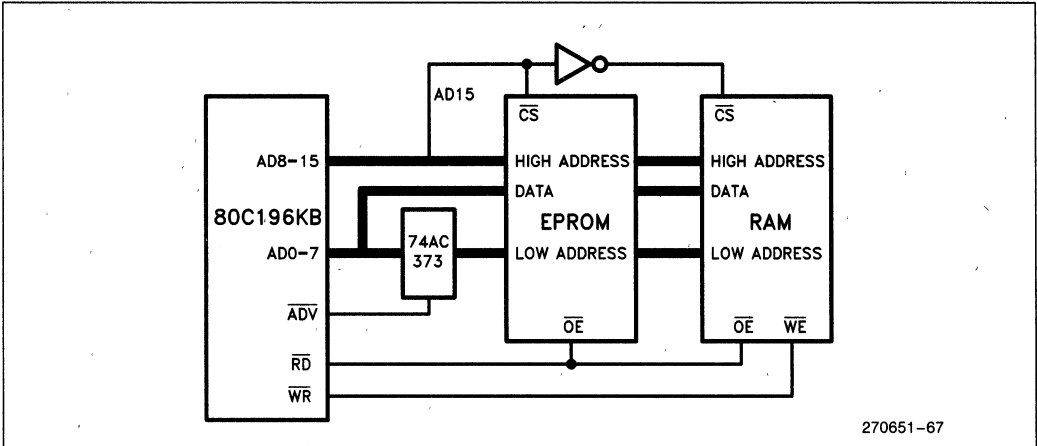 AD15
CS
CS
AD8-15
HIGH ADDRESS
HIGH ADDRESS
DATA
DATA
80C196KB
EPROM
RAM
74AC
373
AD0-7
LOW ADDRESS
LOW ADDRESS
ADV
OE
OE
WE
RD
WR
270651-67